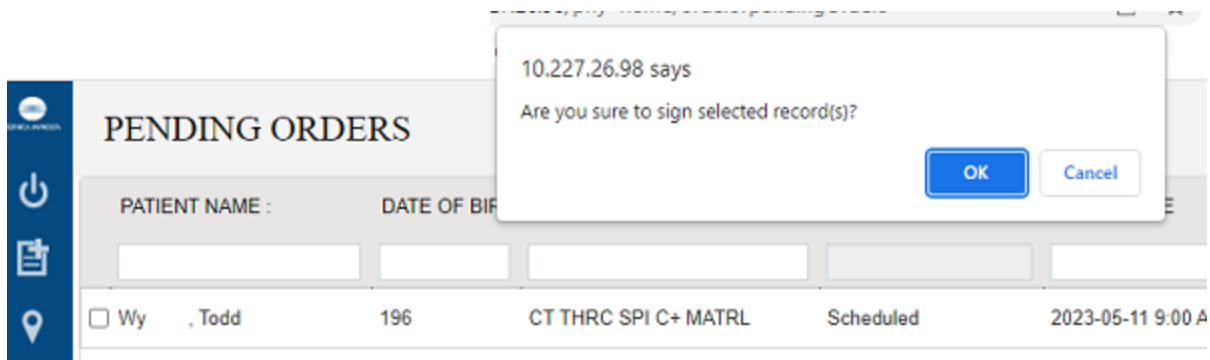 10.227.26.98 says
Are you sure to sign selected record(s)?
OK Cancel
PENDING ORDERS
PATIENT NAME : DATE OF BIR E
Wy , Todd 196 CT THRC SPI C+ MATRL Scheduled 2023-05-11 9:00 A